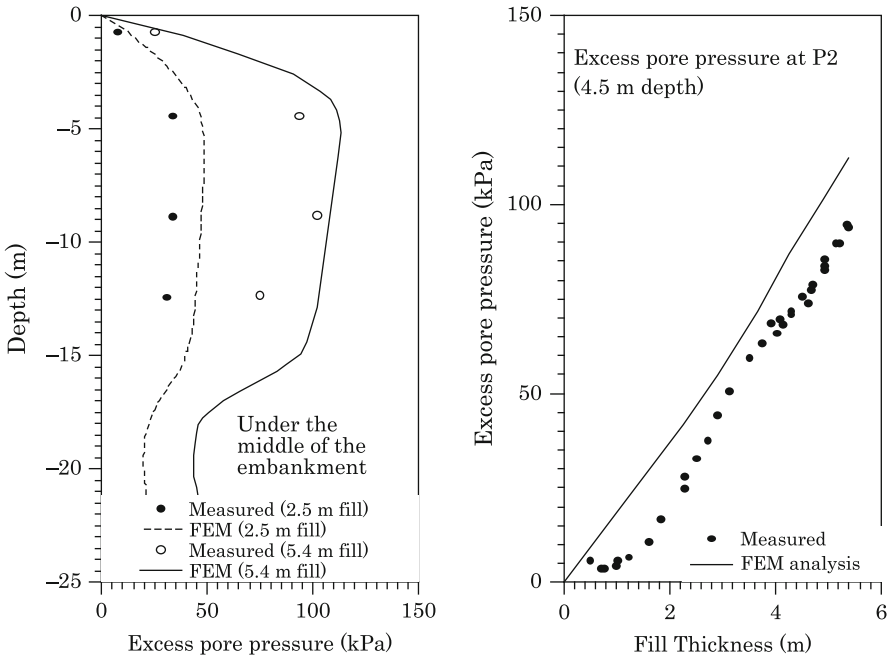 0
−5
−10
−15
−20
−25
Depth (m)
0
50
100
150
Excess pore pressure (kPa)
Under the
middle of the
embankment
Measured (2.5 m fill)
FEM (2.5 m fill)
Measured (5.4 m fill)
FEM (5.4 m fill)
150
100
50
0
Excess pore pressure (kPa)
Excess pore pressure at P2
(4.5 m depth)
Measured
FEM analysis
0
2
4
6
Fill Thickness (m)